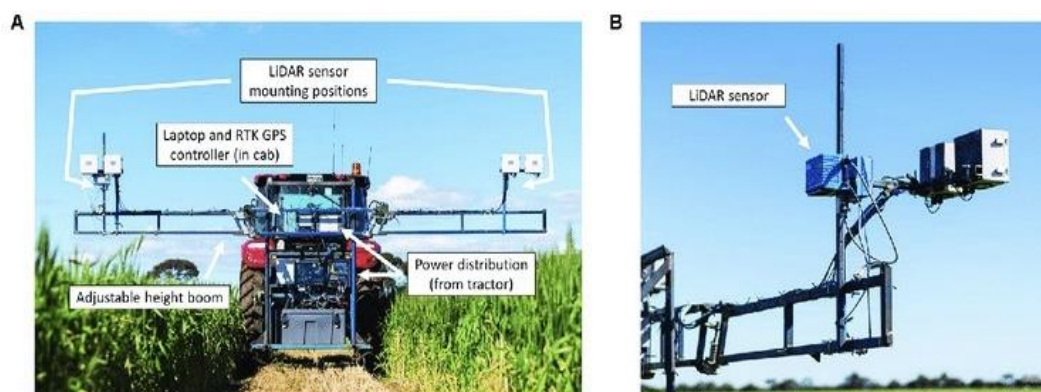 A
B
LiDAR sensor
mounting positions
Laptop and RTK GPS
controller (in cab)
Adjustable height boom
Power distribution
(from tractor)
LiDAR sensor